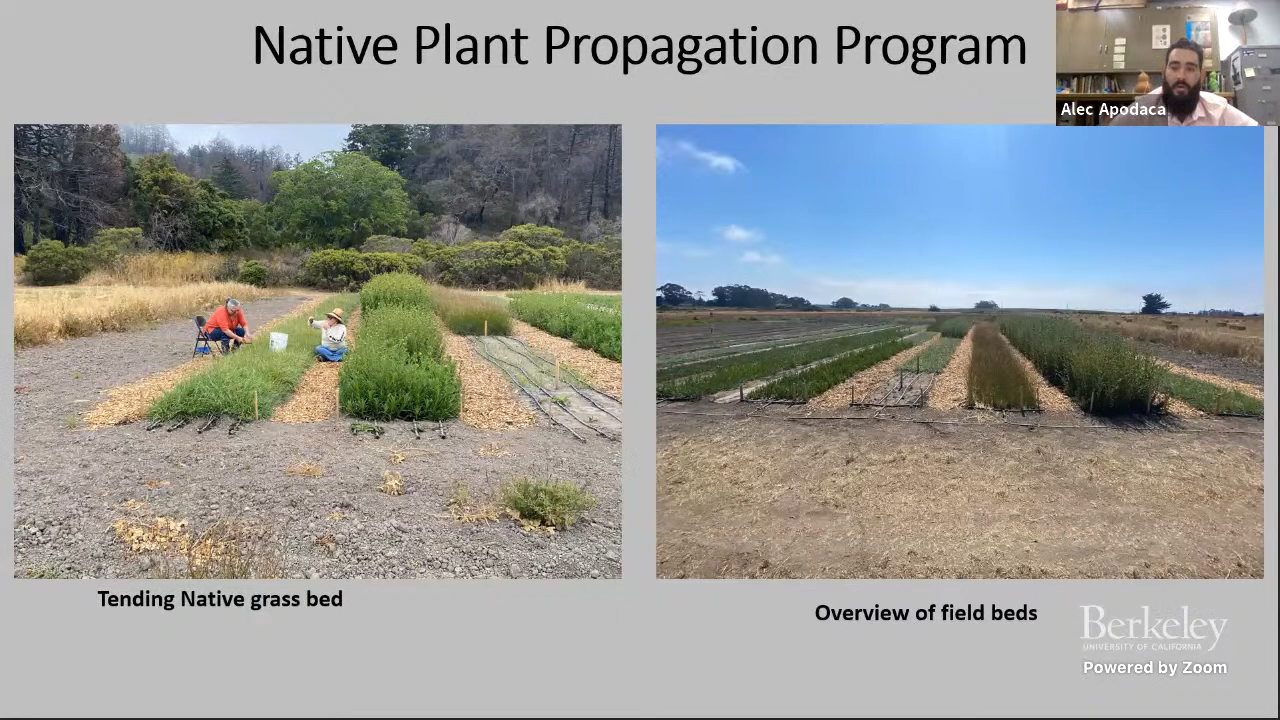 Native Plant Propagation Program
Alec Apodaca
Tending Native grass bed
Overview of field beds
Berkeley
UNIVERSITY OF CALIFORNIA
Powered by Zoom